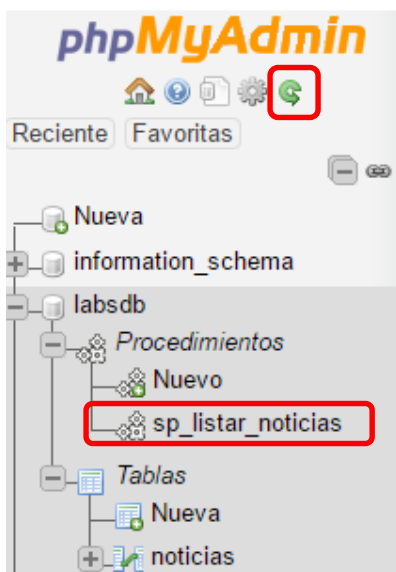 phpMyAdmin
Reciente Favoritas
Nueva
information_schema
labsdb
Procedimientos
Nuevo
sp_listar_noticias
Tablas
Nueva
noticias